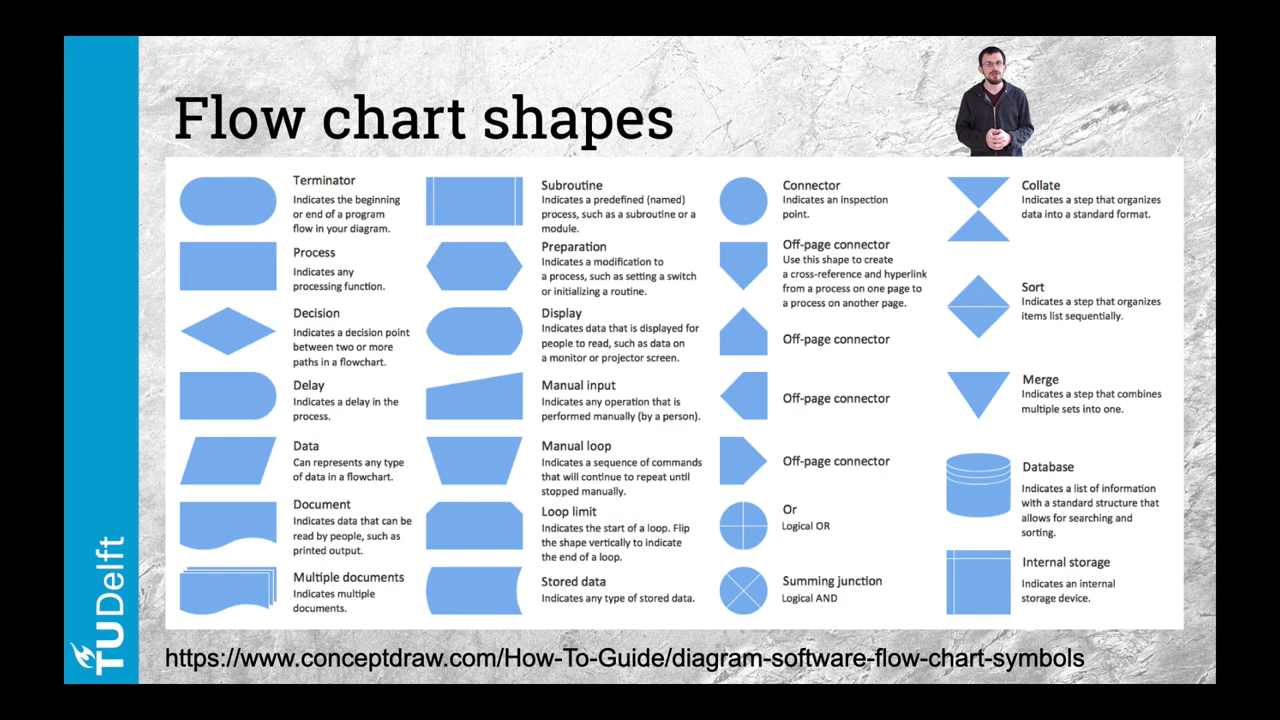 Flow chart shapes
Terminator
Indicates the beginning
or end of a program
flow in your diagram.
Process
Indicates any
processing function.
Decision
Indicates a decision point
between two or more
paths in a flowchart.
Delay
Indicates a delay in the
process.
Data
Can represents any type
of data in a flowchart.
Document
Indicates data that can be
read by people, such as
printed output.
Multiple documents
Indicates multiple
documents.
Subroutine
Indicates a predefined (named)
process, such as a subroutine or a
module.
Preparation
Indicates a modification to
a process, such as setting a switch
or initializing a routine.
Display
Indicates data that is displayed for
people to read, such as data on
a monitor or projector screen.
Manual input
Indicates any operation that is
performed manually (by a person).
Manual loop
Indicates a sequence of commands
that will continue to repeat until
stopped manually.
Loop limit
Indicates the start of a loop. Flip
the shape vertically to indicate
the end of a loop.
Stored data
Indicates any type of stored data.
Connector
Indicates an inspection
point.
Off-page connector
Use this shape to create
a cross-reference and hyperlink
from a process on one page to
a process on another page.
Off-page connector
Off-page connector
Off-page connector
Or
Logical OR
Summing junction
Logical AND
Collate
Indicates a step that organizes
data into a standard format.
Sort
Indicates a step that organizes
items list sequentially.
Merge
Indicates a step that combines
multiple sets into one.
Database
Indicates a list of information
with a standard structure that
allows for searching and
sorting.
Internal storage
Indicates an internal
storage device.
TUDelft
https://www.conceptdraw.com/How-To-Guide/diagram-software-flow-chart-symbols